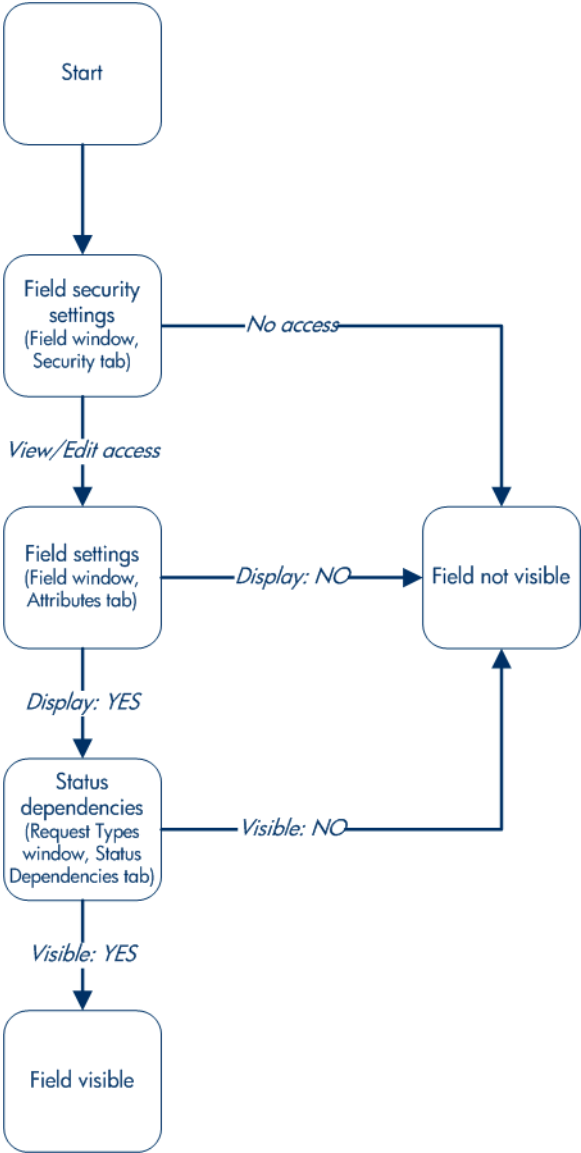 Start
Field security
settings
(Field window,
Security tab)
No access
View/Edit access
Field settings
(Field window,
Attributes tab)
Display: NO
Field not visible
Display: YES
Status
dependencies
(Request Types
window, Status
Dependencies tab)
Visible: NO
Visible: YES
Field visible